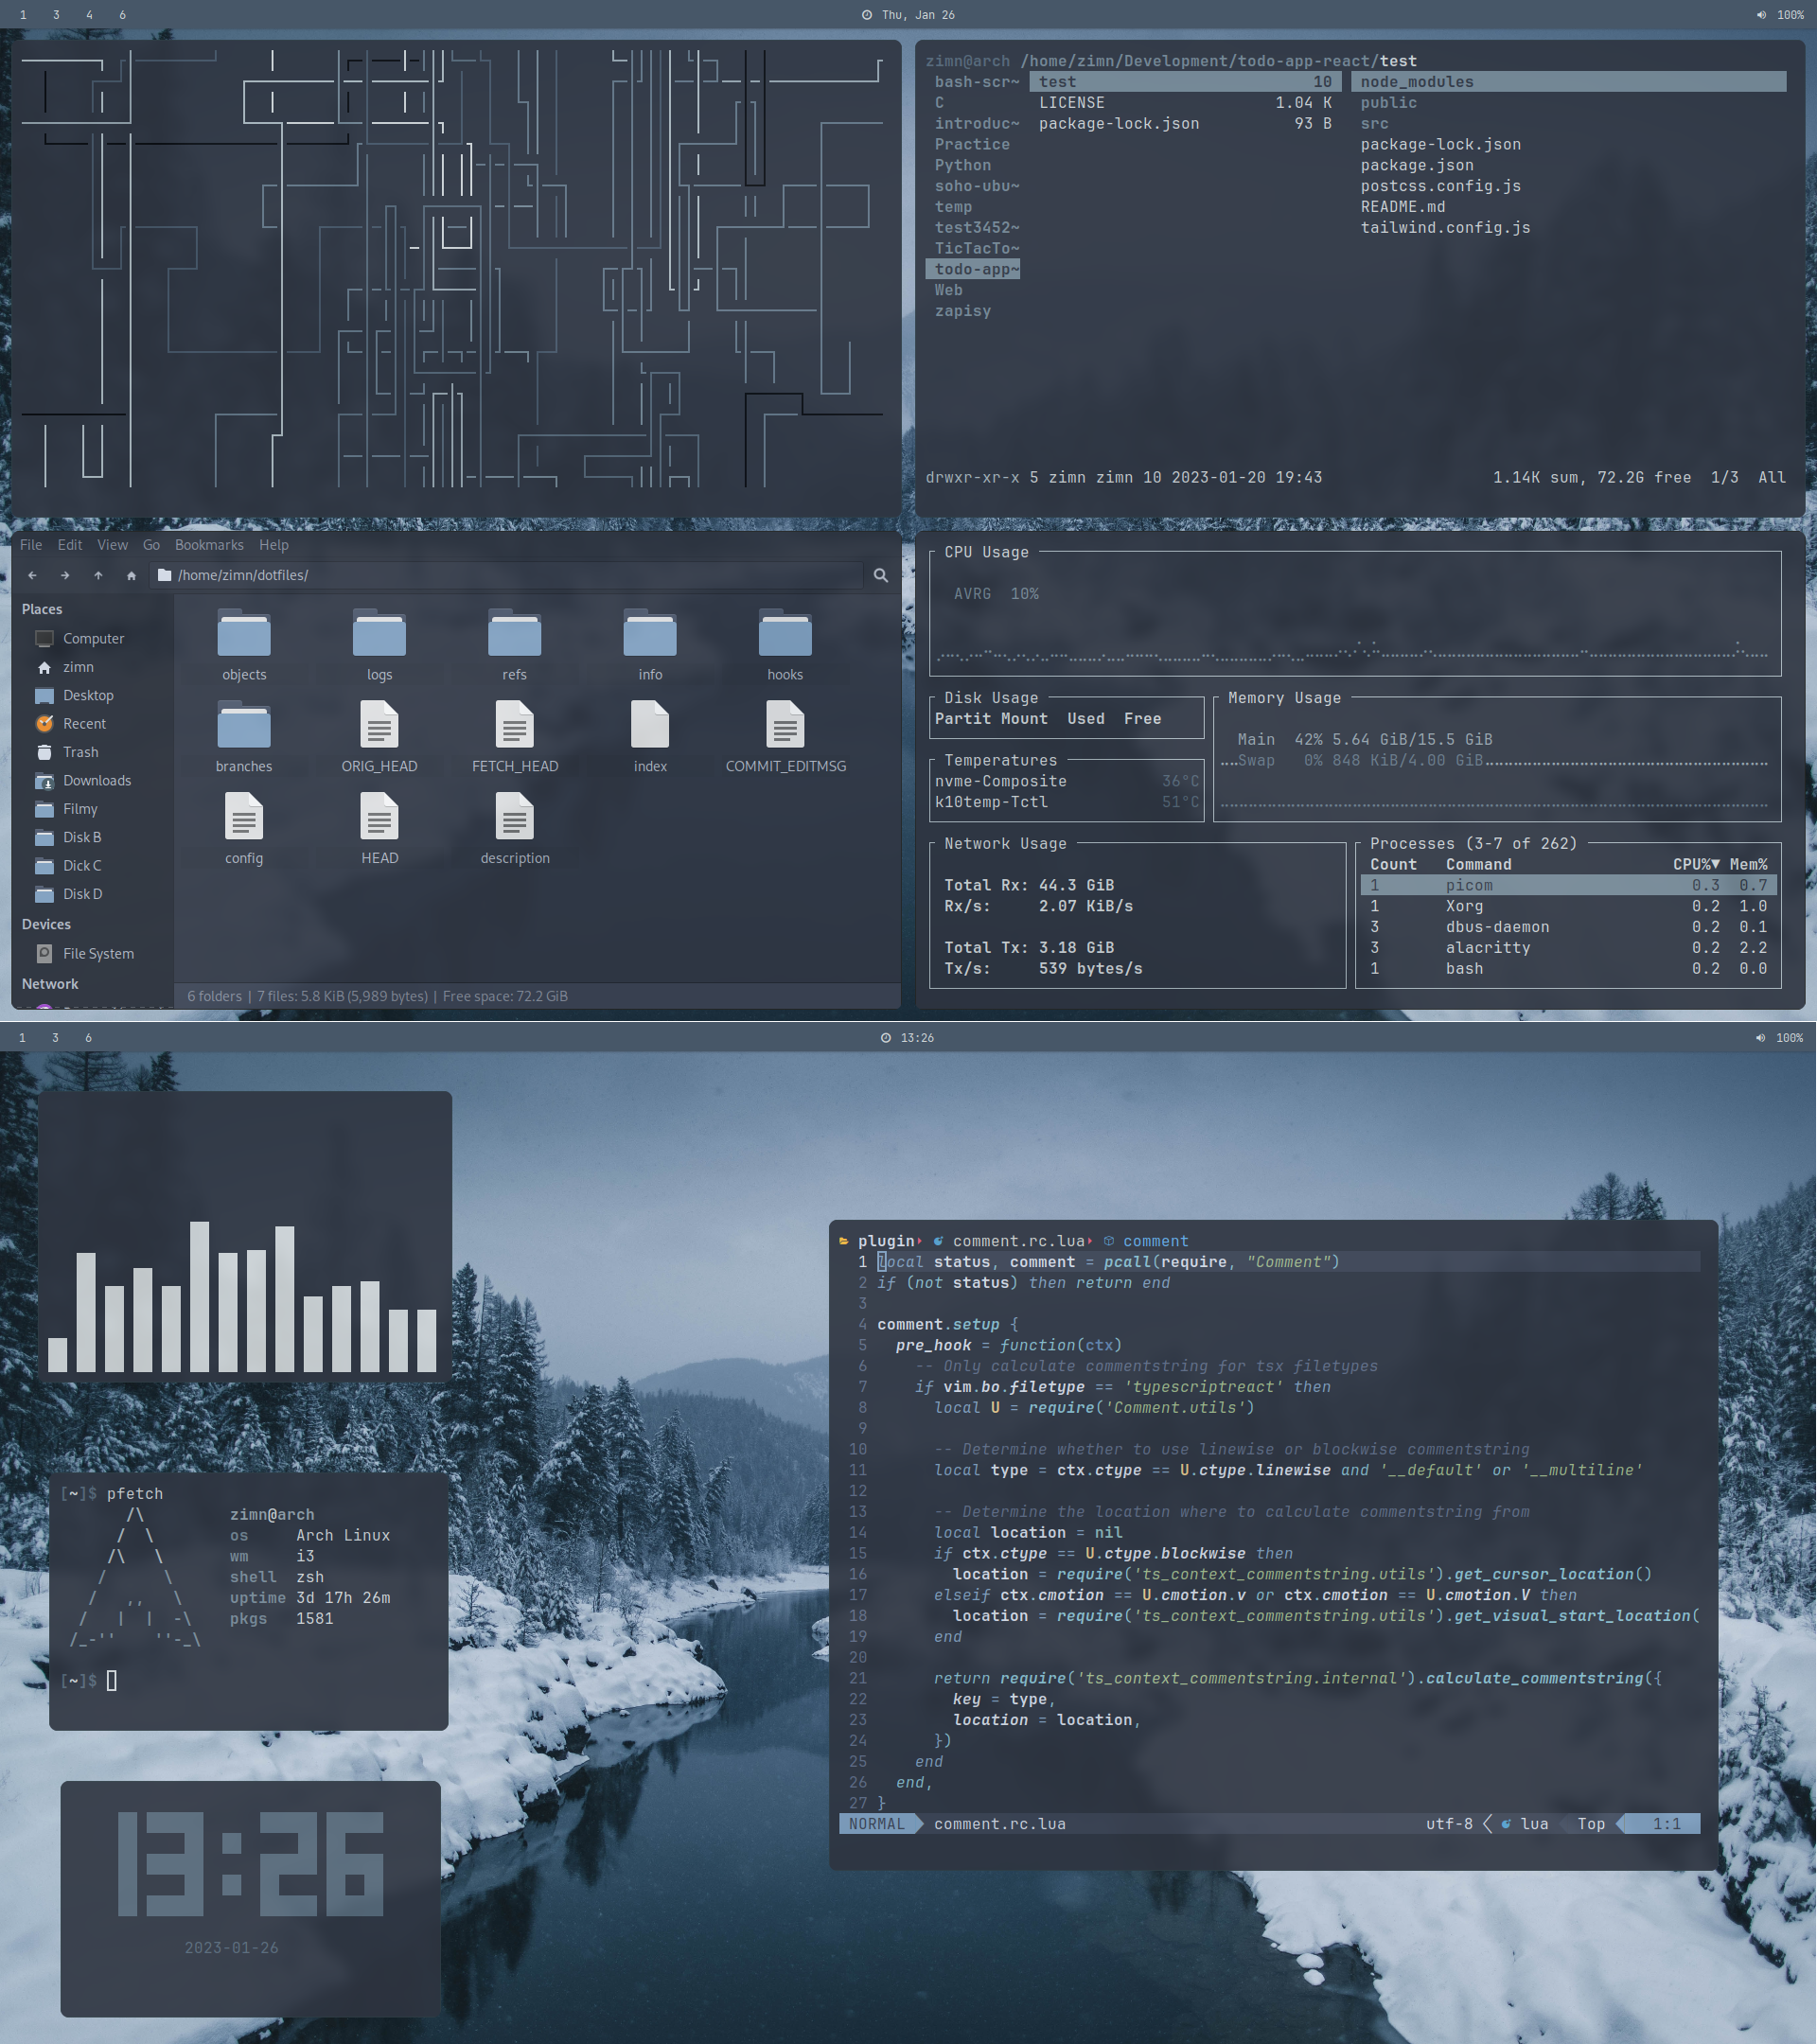 1 3 4 6 Thu, Jan 26 100%
zimn@arch /home/zimn/Development/todo-app-react/test
bash-scr~ test 10 node_modules
C LICENSE 1.04 K public
introduc~ package-lock.json 93 B src
Practice package-lock.json
Python package.json
soho-ubu~ postcss.config.js
temp README.md
test3452~ tailwind.config.js
TicTacTo~
todo-app~
Web
zapisy
drwxr-xr-x 5 zimn zimn 10 2023-01-20 19:43 1.14K sum, 72.2G free 1/3 All
File Edit View Go Bookmarks Help
/home/zimn/dotfiles/
Places
Computer
zimn
Desktop
Recent
Trash
Downloads
Filmy
Disk B
Dick C
Disk D
Devices
File System
Network
objects logs refs info hooks
branches ORIG_HEAD FETCH_HEAD index COMMIT_EDITMSG
config HEAD description
6 folders | 7 files: 5.8 KiB (5,989 bytes) | Free space: 72.2 GiB
CPU Usage
AVRG 10%
Disk Usage
Partit Mount Used Free
Temperatures
nvme-Composite 36°C
k10temp-Tctl 51°C
Memory Usage
Main 42% 5.64 GiB/15.5 GiB
Swap 0% 848 KiB/4.00 GiB
Network Usage
Total Rx: 44.3 GiB
Rx/s: 2.07 KiB/s
Total Tx: 3.18 GiB
Tx/s: 539 bytes/s
Processes (3-7 of 262)
Count Command CPU%▼ Mem%
1 picom 0.3 0.7
1 Xorg 0.2 1.0
3 dbus-daemon 0.2 0.1
3 alacritty 0.2 2.2
1 bash 0.2 0.0
1 3 6 13:26 100%
[~]$ pfetch
zimn@arch
os Arch Linux
wm i3
shell zsh
uptime 3d 17h 26m
pkgs 1581
[~]$
13:26
2023-01-26
plugin comment.rc.lua comment
1 local status, comment = pcall(require, "Comment")
2 if (not status) then return end
3
4 comment.setup {
5 pre_hook = function(ctx)
6 -- Only calculate commentstring for tsx filetypes
7 if vim.bo.filetype == 'typescriptreact' then
8 local U = require('Comment.utils')
9
10 -- Determine whether to use linewise or blockwise commentstring
11 local type = ctx.ctype == U.ctype.linewise and '__default' or '__multiline'
12
13 -- Determine the location where to calculate commentstring from
14 local location = nil
15 if ctx.ctype == U.ctype.blockwise then
16 location = require('ts_context_commentstring.utils').get_cursor_location()
17 elseif ctx.cmotion == U.cmotion.v or ctx.cmotion == U.cmotion.V then
18 location = require('ts_context_commentstring.utils').get_visual_start_location(
19 end
20
21 return require('ts_context_commentstring.internal').calculate_commentstring({
22 key = type,
23 location = location,
24 })
25 end
26 end,
27 }
NORMAL comment.rc.lua utf-8 lua Top 1:1